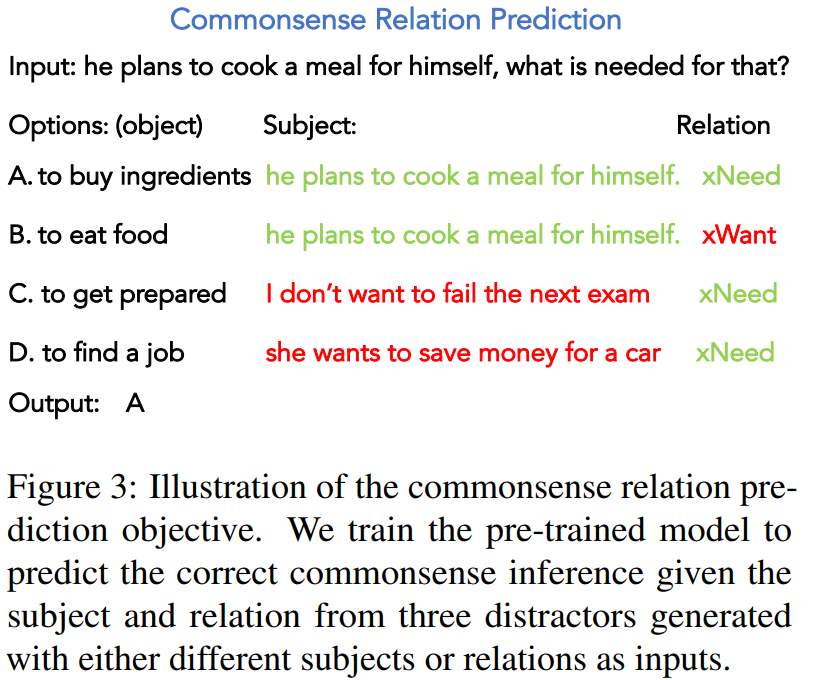 Commonsense Relation Prediction
Input: he plans to cook a meal for himself, what is needed for that?
Options: (object) Subject: Relation
A. to buy ingredients he plans to cook a meal for himself. xNeed
B. to eat food he plans to cook a meal for himself. xWant
C. to get prepared I don’t want to fail the next exam xNeed
D. to find a job she wants to save money for a car xNeed
Output: A
Figure 3: Illustration of the commonsense relation pre-
diction objective. We train the pre-trained model to
predict the correct commonsense inference given the
subject and relation from three distractors generated
with either different subjects or relations as inputs.